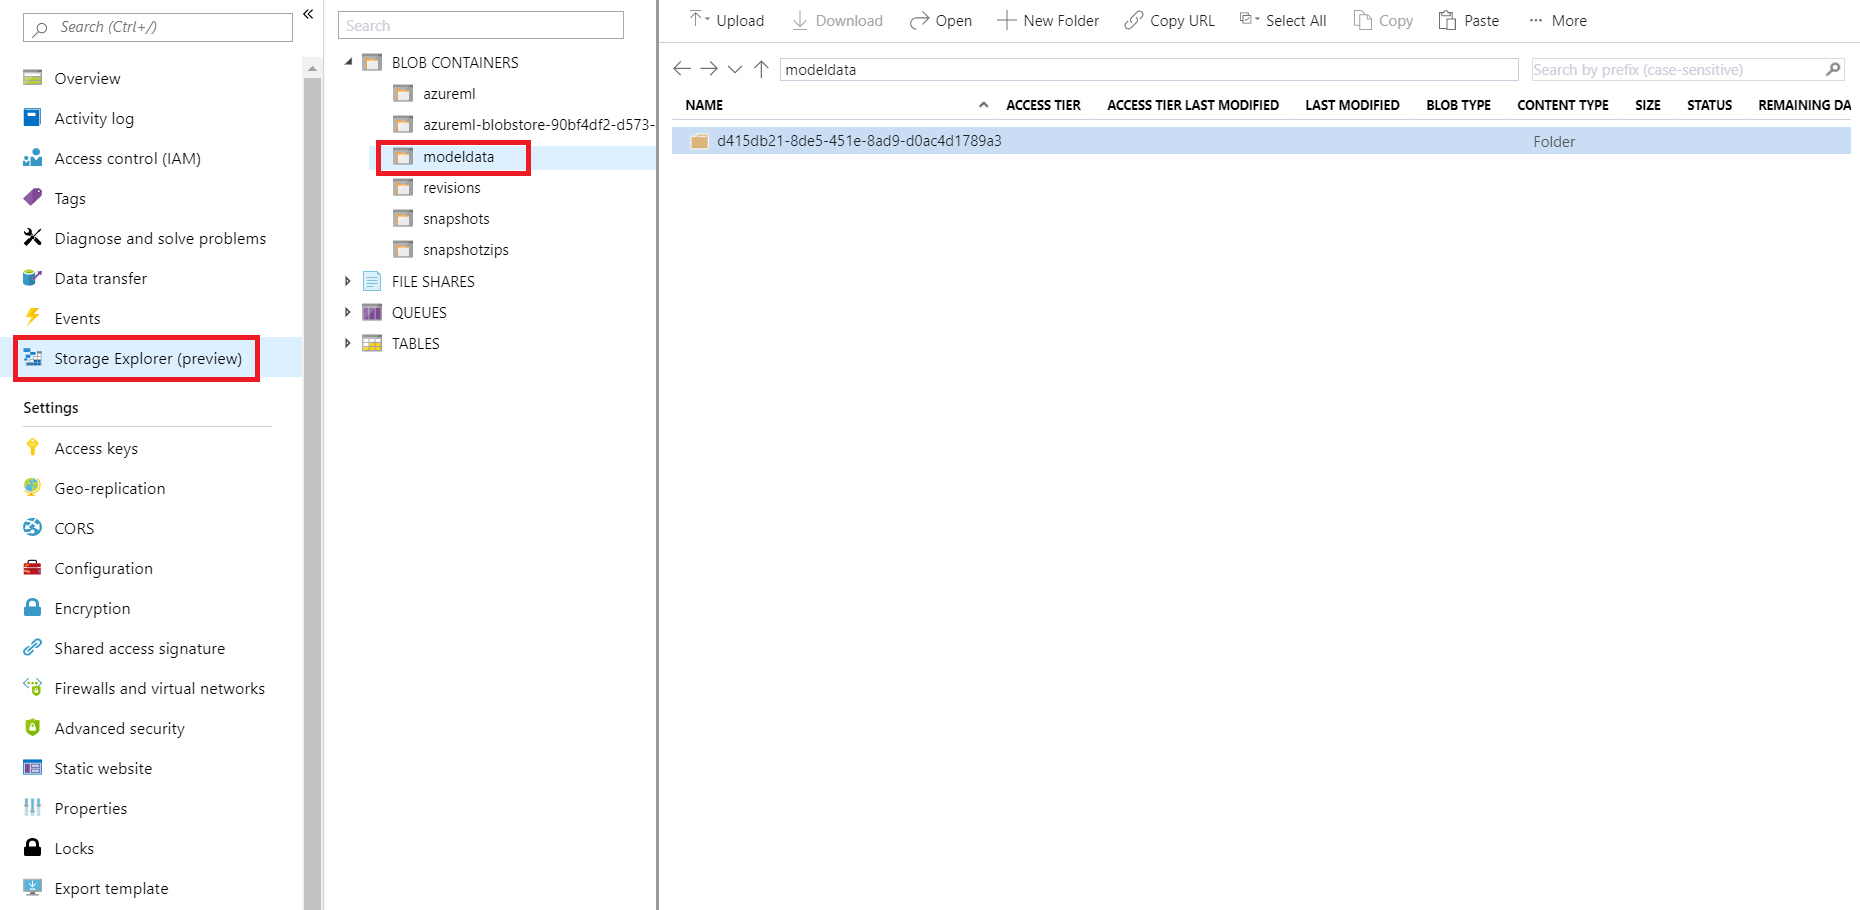 Search (Ctrl+/)
«
Overview
Activity log
Access control (IAM)
Tags
Diagnose and solve problems
Data transfer
Events
Storage Explorer (preview)
Settings
Access keys
Geo-replication
CORS
Configuration
Encryption
Shared access signature
Firewalls and virtual networks
Advanced security
Static website
Properties
Locks
Export template
Search
BLOB CONTAINERS
azureml
azureml-blobstore-90bf4df2-d573-
modeldata
revisions
snapshots
snapshotzips
FILE SHARES
QUEUES
TABLES
Upload Download Open New Folder Copy URL Select All Copy Paste ··· More
modeldata Search by prefix (case-sensitive)
NAME ACCESS TIER ACCESS TIER LAST MODIFIED LAST MODIFIED BLOB TYPE CONTENT TYPE SIZE STATUS REMAINING DA
d415db21-8de5-451e-8ad9-d0ac4d1789a3 Folder